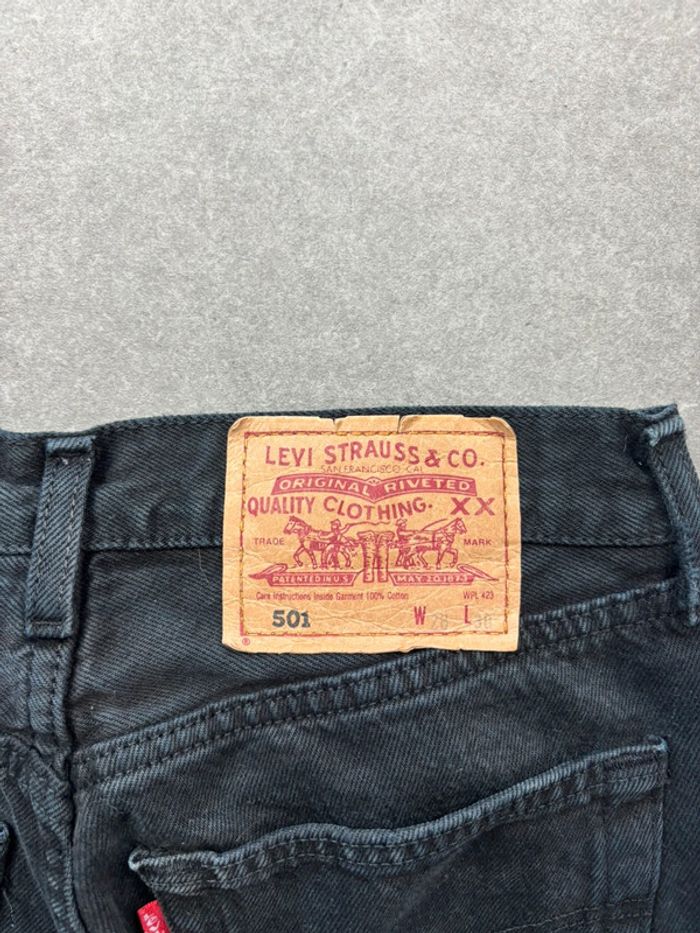 LEVI STRAUSS & CO.
SAN FRANCISCO CAL
ORIGINAL RIVETED
QUALITY CLOTHING. XX
TRADE MARK
PATENTED IN U.S. MAY 20 1873
Care Instructions Inside Garment 100% Cotton WPL 423
501 W 28 L 30
®